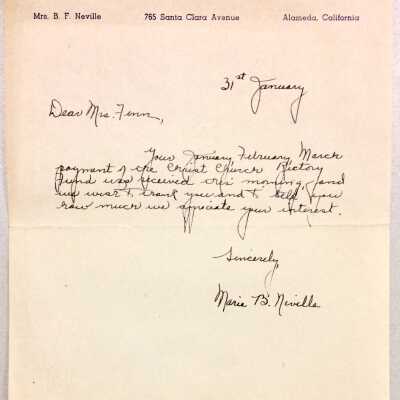 Mrs. B. F. Neville 765 Santa Clara Avenue Alameda, California
31st January
Dear Mrs. Finn,
Your January, February, March
payment of the Christ Church Rectory
Fund was received this morning, and
we want to thank you and to tell you
how much we apreciate your interest.
Sincerely,
Marie B. Neville